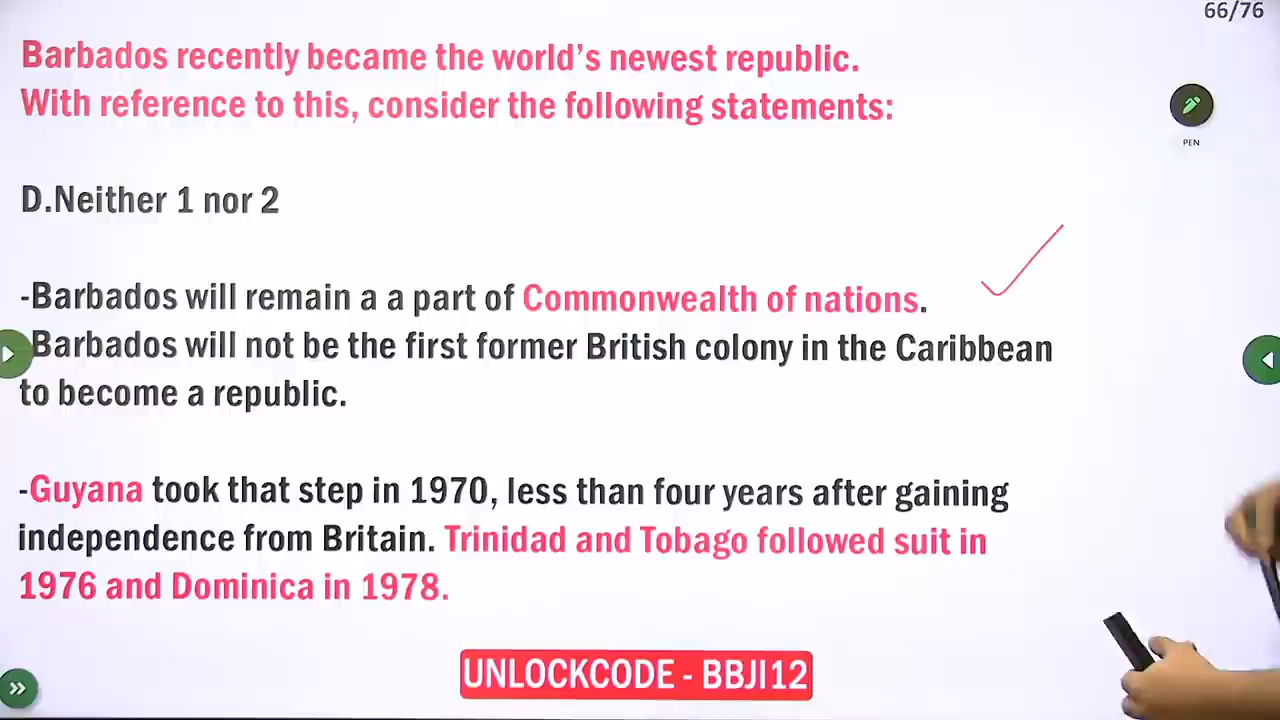 66/76
Barbados recently became the world's newest republic.
With reference to this, consider the following statements:
PEN
D.Neither 1 nor 2
-Barbados will remain a a part of Commonwealth of nations.
Barbados will not be the first former British colony in the Caribbean
to become a republic.
-Guyana took that step in 1970, less than four years after gaining
independence from Britain. Trinidad and Tobago followed suit in
1976 and Dominica in 1978.
UNLOCKCODE - BBJI12